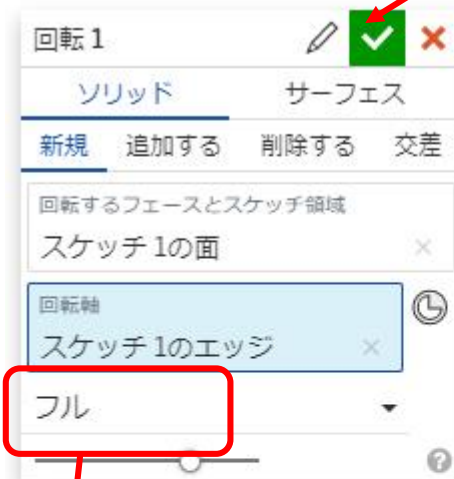 回転 1
ソリッド サーフェス
新規 追加する 削除する 交差
回転するフェースとスケッチ領域
スケッチ 1の面
回転軸
スケッチ 1のエッジ
フル